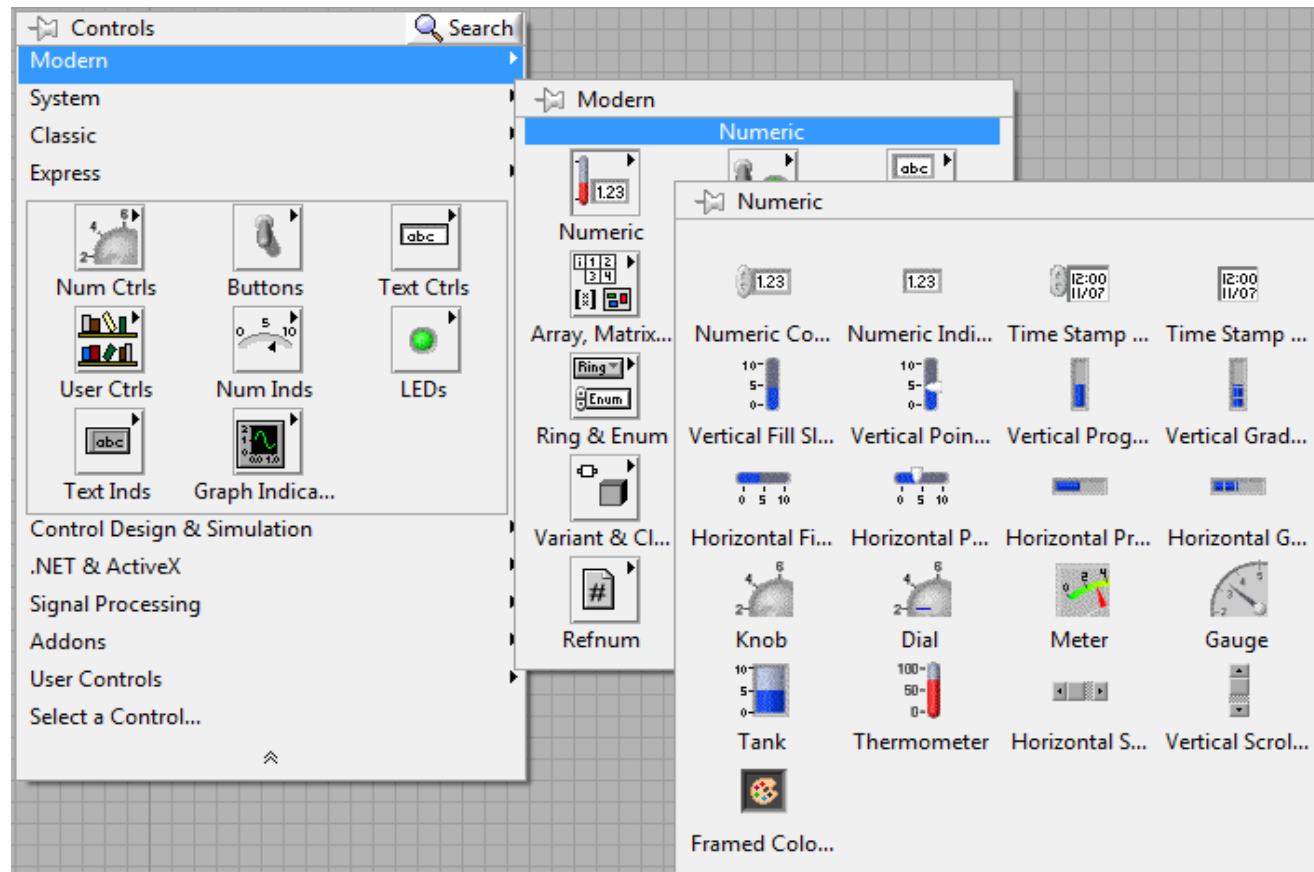 Controls
Search
Modern
System
Classic
Express
Num Ctrls Buttons Text Ctrls
User Ctrls Num Inds LEDs
Text Inds Graph Indica...
Control Design & Simulation
.NET & ActiveX
Signal Processing
Addons
User Controls
Select a Control...
Modern
Numeric
Numeric
Array, Matrix...
Ring & Enum
Variant & Cl...
Refnum
Numeric
Numeric Co... Numeric Indi... Time Stamp ... Time Stamp ...
Vertical Fill Sl... Vertical Poin... Vertical Prog... Vertical Grad...
Horizontal Fi... Horizontal P... Horizontal Pr... Horizontal G...
Knob Dial Meter Gauge
Tank Thermometer Horizontal S... Vertical Scrol...
Framed Colo...